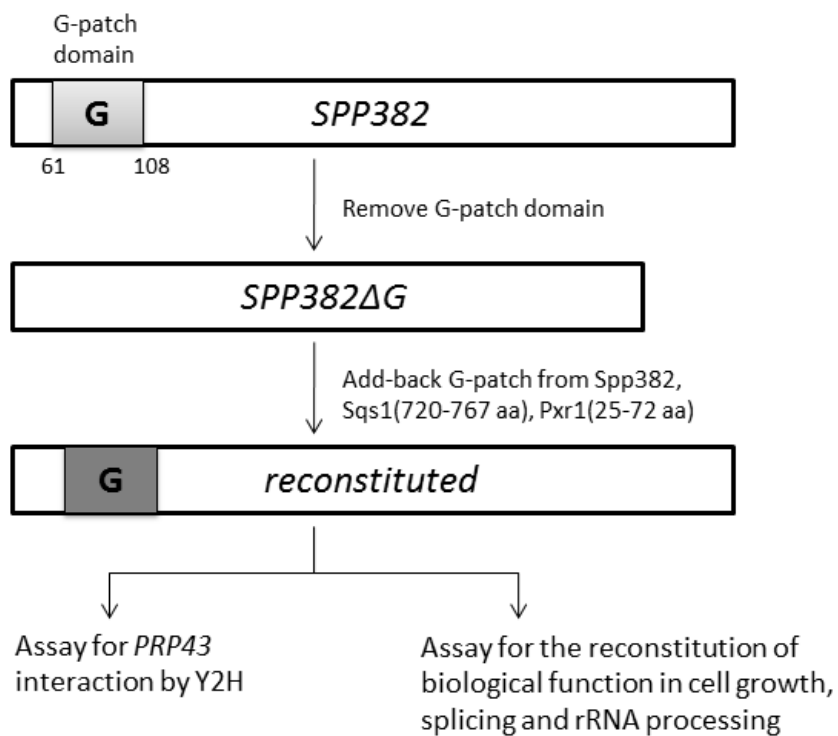 G-patch
domain
G
SPP382
61
108
Remove G-patch domain
SPP382ΔG
Add-back G-patch from Spp382,
Sqs1(720-767 aa), Pxr1(25-72 aa)
G
reconstituted
Assay for PRP43
interaction by Y2H
Assay for the reconstitution of
biological function in cell growth,
splicing and rRNA processing